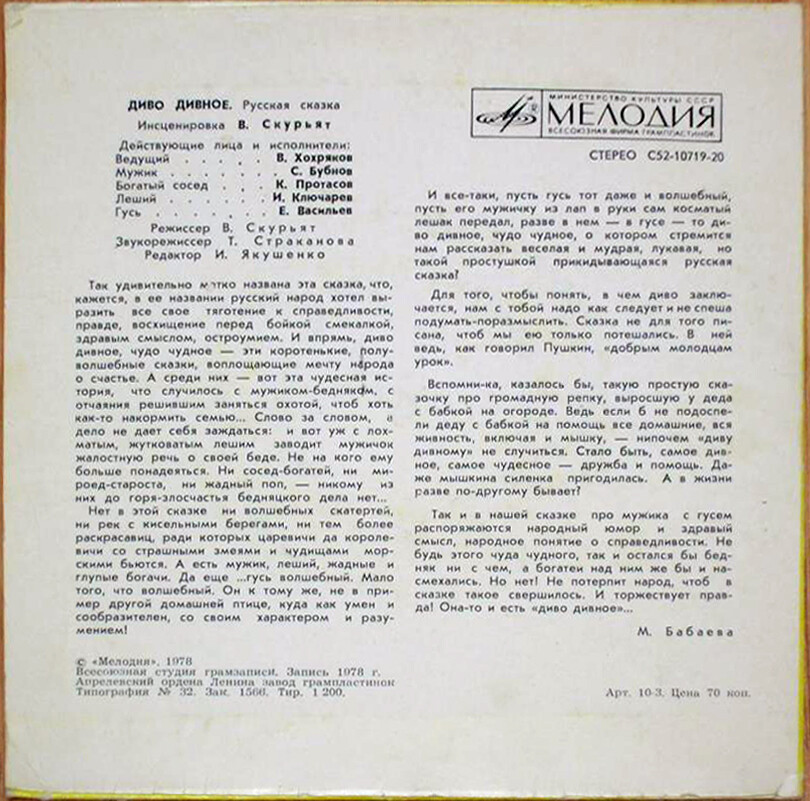 ДИВО ДИВНОЕ. Русская сказка
Инсценировка В. Скурьят
Действующие лица и исполнители:
Ведущий . . . . . В. Хохряков
Мужик . . . . . . . С. Бубнов
Богатый сосед . . . К. Протасов
Леший . . . . . . И. Ключарев
Гусь . . . . . . . Е. Васильев
Режиссер В. Скурьят
Звукорежиссер Т. Страканова
Редактор И. Якушенко
Так удивительно метко названа эта сказка, что,
кажется, в ее названии русский народ хотел вы-
разить все свое тяготение к справедливости,
правде, восхищение перед бойкой смекалкой,
здравым смыслом, остроумием. И впрямь, диво
дивное, чудо чудное — эти коротенькие, полу-
волшебные сказки, воплощающие мечту народа
о счастье. А среди них — вот эта чудесная ис-
тория, что случилось с мужиком-бедняком, с
отчаяния решившим заняться охотой, чтоб хоть
как-то накормить семью... Слово за словом, а
дело не дает себя заждаться: и вот уж с лох-
матым, жутковатым лешим заводит мужичок
жалостную речь о своей беде. Не на кого ему
больше понадеяться. Ни сосед-богатей, ни ми-
роед-староста, ни жадный поп, — никому из
них до горя-злосчастья бедняцкого дела нет...
Нет в этой сказке ни волшебных скатертей,
ни рек с кисельными берегами, ни тем более
раскрасавиц, ради которых царевичи да короле-
вичи со страшными змеями и чудищами мор-
скими бьются. А есть мужик, леший, жадные и
глупые богачи. Да еще ...гусь волшебный. Мало
того, что волшебный. Он к тому же, не в при-
мер другой домашней птице, куда как умен и
сообразителен, со своим характером и разу-
мением!
© «Мелодия», 1978
Всесоюзная студия грамзаписи. Запись 1978 г.
Апрелевский ордена Ленина завод грампластинок
Типография № 32. Зак. 1566. Тир. 1 200.
МИНИСТЕРСТВО КУЛЬТУРЫ СССР
МЕЛОДИЯ
ВСЕСОЮЗНАЯ ФИРМА ГРАМПЛАСТИНОК
СТЕРЕО С52-10719-20
И все-таки, пусть гусь тот даже и волшебный,
пусть его мужичку из лап в руки сам косматый
лешак передал, разве в нем — в гусе — то ди-
во дивное, чудо чудное, о котором стремится
нам рассказать веселая и мудрая, лукавая, но
такой простушкой прикидывающаяся русская
сказка?
Для того, чтобы понять, в чем диво заклю-
чается, нам с тобой надо как следует и не спеша
подумать-поразмыслить. Сказка не для того пи-
сана, чтоб мы ею только потешались. В ней
ведь, как говорил Пушкин, «добрым молодцам
урок».
Вспомни-ка, казалось бы, такую простую ска-
зочку про громадную репку, выросшую у деда
с бабкой на огороде. Ведь если б не подоспе-
ли деду с бабкой на помощь все домашние, вся
живность, включая и мышку, — нипочем «диву
дивному» не случиться. Стало быть, самое див-
ное, самое чудесное — дружба и помощь. Да-
же мышкина силенка пригодилась. А в жизни
разве по-другому бывает?
Так и в нашей сказке про мужика с гусем
распоряжаются народный юмор и здравый
смысл, народное понятие о справедливости. Не
будь этого чуда чудного, так и остался бы бед-
няк ни с чем, а богатеи над ним же бы и на-
смехались. Но нет! Не потерпит народ, чтоб в
сказке такое свершилось. И торжествует прав-
да! Она-то и есть «диво дивное»...
М. Бабаева
Арт. 10-3. Цена 70 коп.